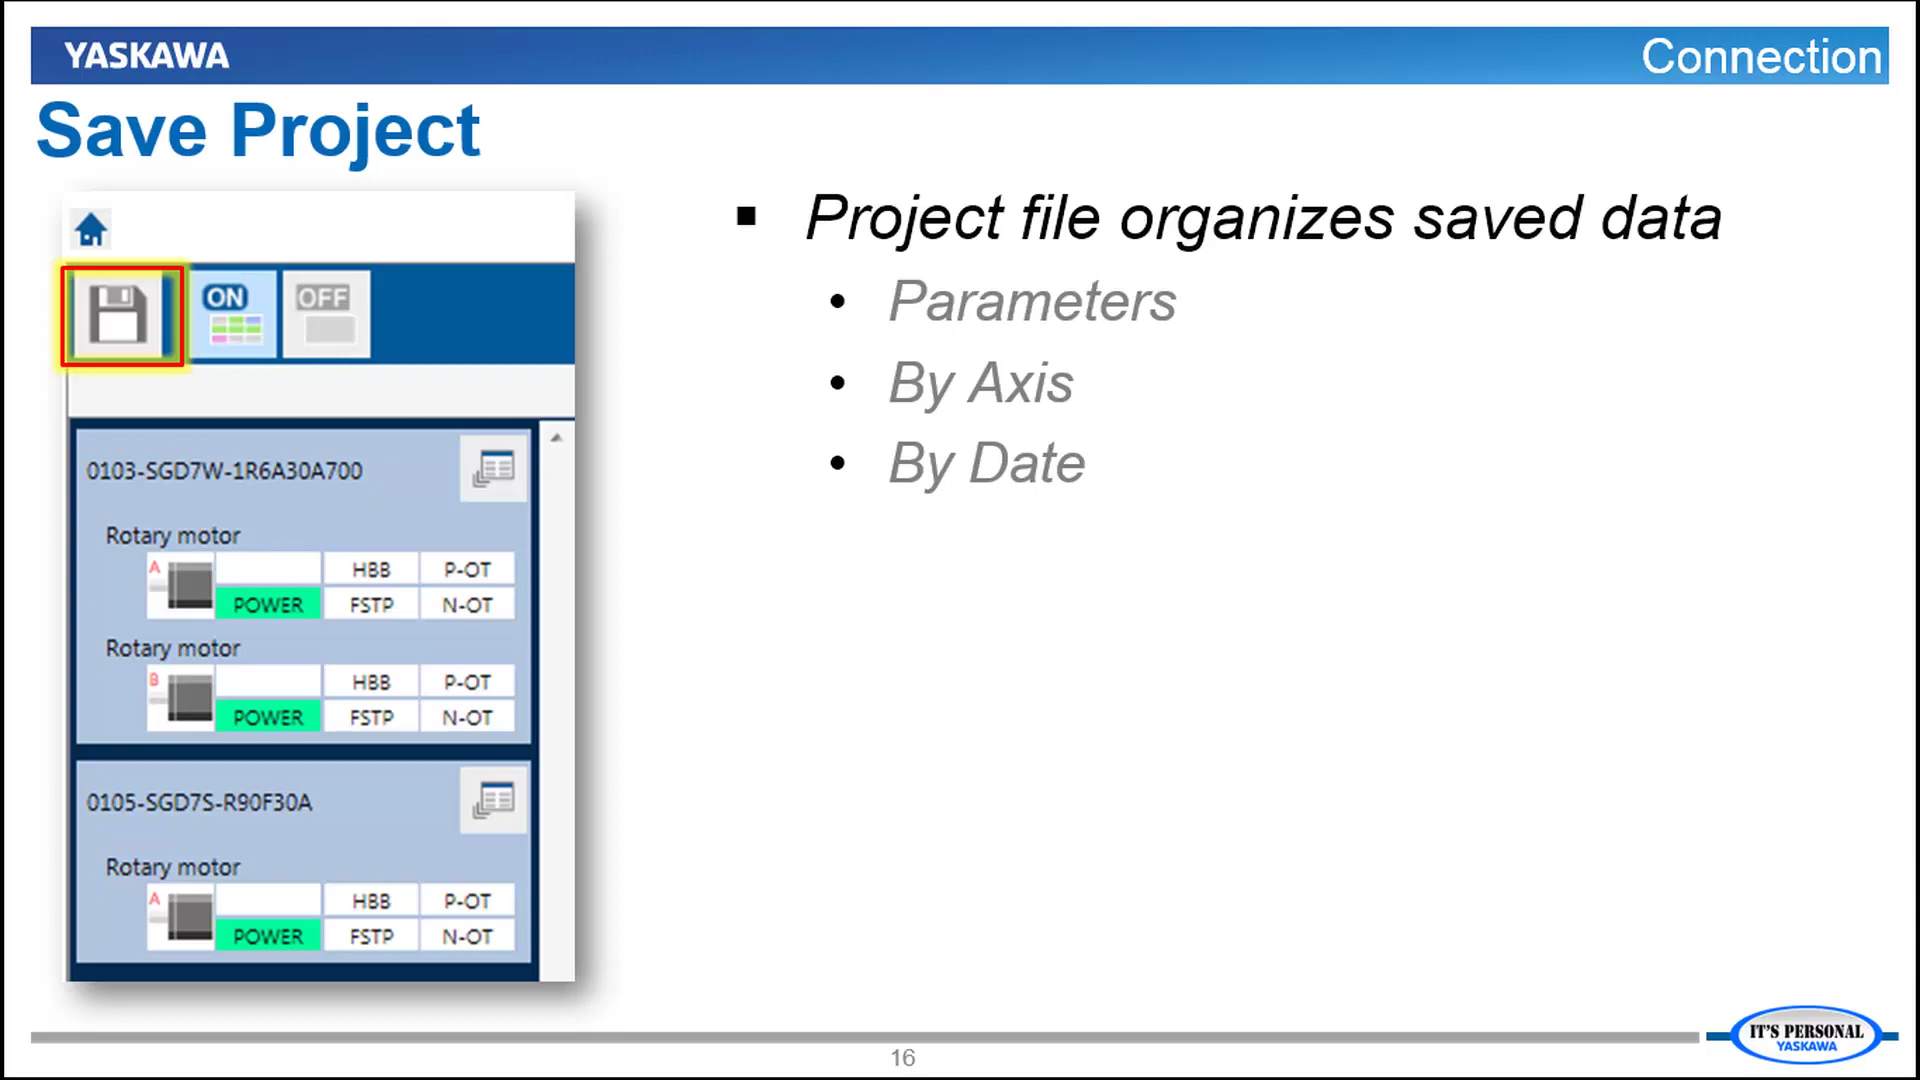 YASKAWA
Connection
Save Project
ON
OFF
0103-SGD7W-1R6A30A700
Rotary motor
A
HBB
P-OT
POWER
FSTP
N-OT
Rotary motor
B
HBB
P-OT
POWER
FSTP
N-OT
0105-SGD7S-R90F30A
Rotary motor
A
HBB
P-OT
POWER
FSTP
N-OT
Project file organizes saved data
Parameters
By Axis
By Date
16
IT'S PERSONAL
YASKAWA